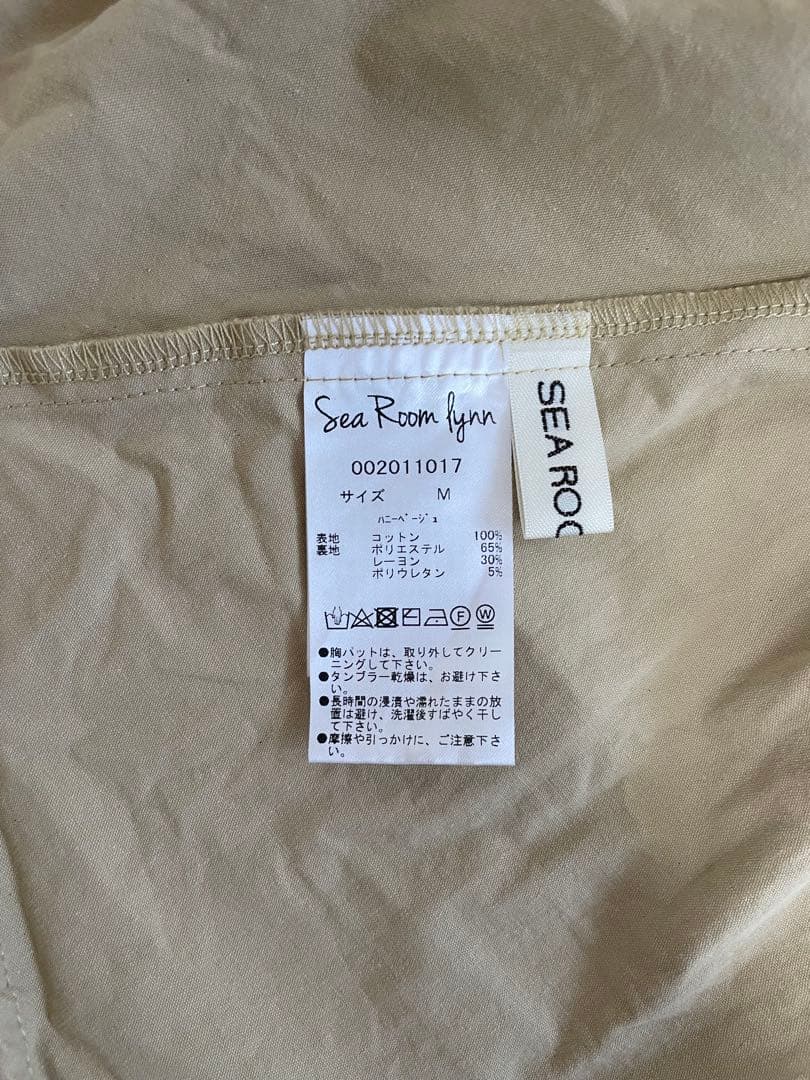 Sea Room lynn
002011017
サイズ M
ハニーベージュ
表地 コットン 100%
裏地 ポリエステル 65%
レーヨン 30%
ポリウレタン 5%
F W
●胸パットは、取り外してクリー
ニングして下さい。
●タンブラー乾燥は、お避け下さ
い。
●長時間の浸漬や濡れたままの放
置は避け、洗濯後すばやく干し
て下さい。
●摩擦や引っかけに、ご注意下さ
い。
SEA ROO